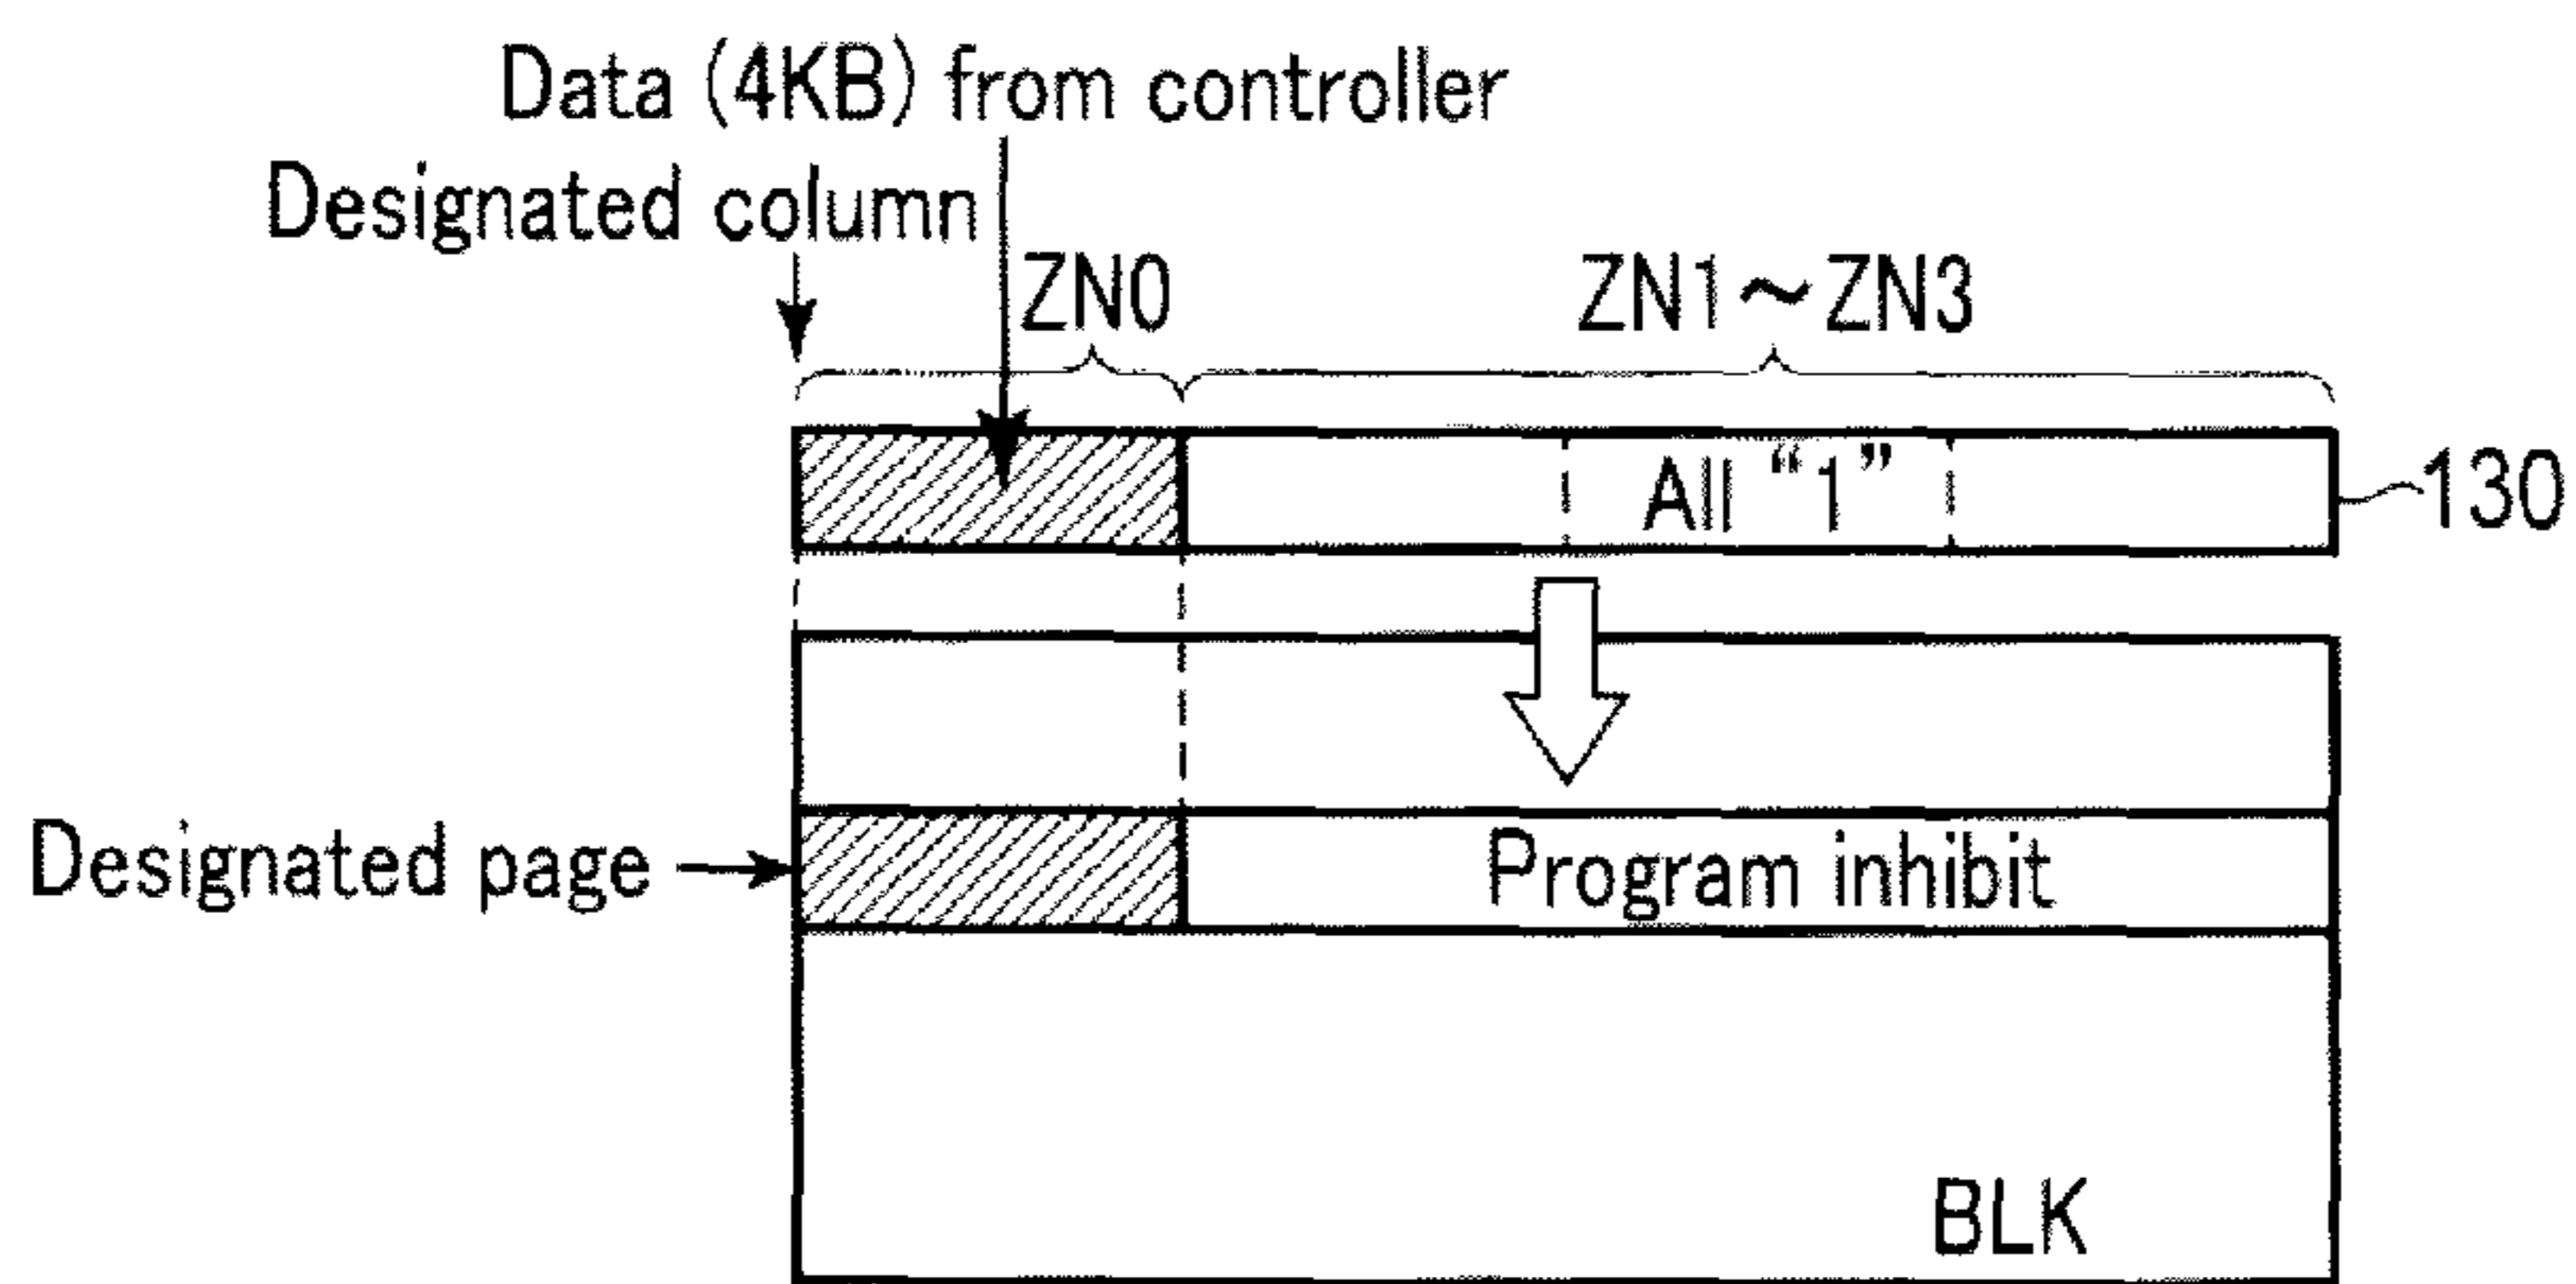 Data (4KB) from controller
Designated column
ZN0
ZN1~ZN3
All “1”
130
Designated page
Program inhibit
BLK